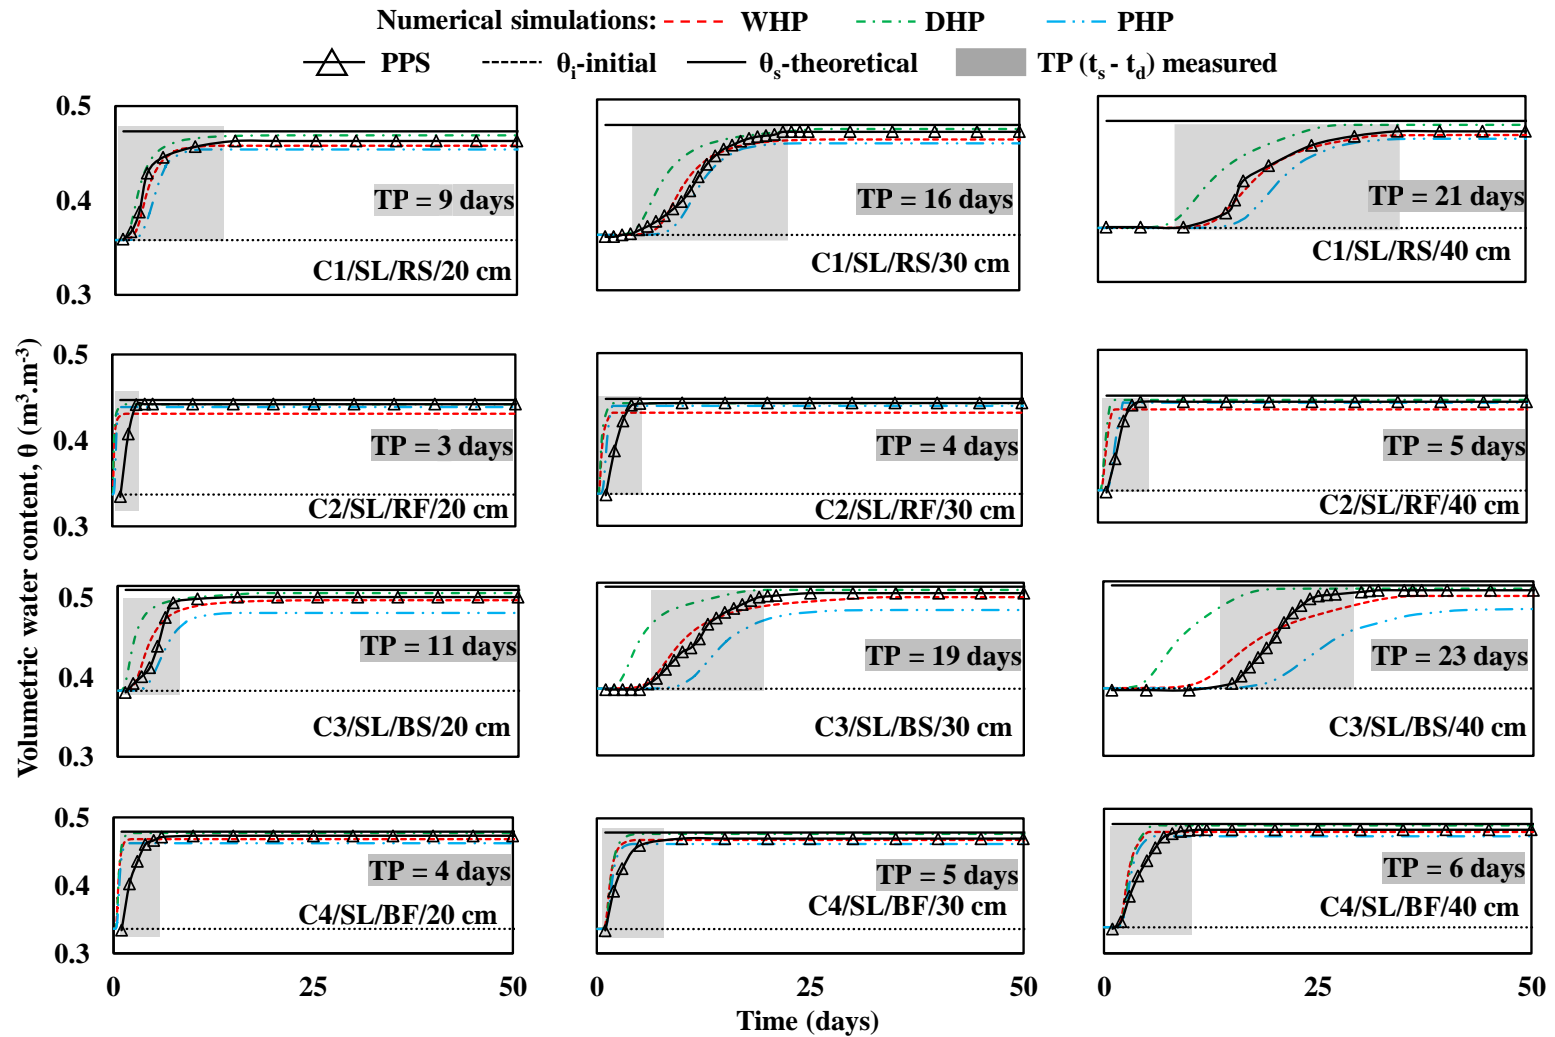 Numerical simulations: WHP DHP PHP
PPS θi-initial θs-theoretical TP (ts - td) measured
Volumetric water content, θ (m³.m⁻³)
0.5
0.4
0.3
TP = 9 days
C1/SL/RS/20 cm
TP = 16 days
C1/SL/RS/30 cm
TP = 21 days
C1/SL/RS/40 cm
0.5
0.4
0.3
TP = 3 days
C2/SL/RF/20 cm
TP = 4 days
C2/SL/RF/30 cm
TP = 5 days
C2/SL/RF/40 cm
0.5
0.4
0.3
TP = 11 days
C3/SL/BS/20 cm
TP = 19 days
C3/SL/BS/30 cm
TP = 23 days
C3/SL/BS/40 cm
0.5
0.4
0.3
TP = 4 days
C4/SL/BF/20 cm
TP = 5 days
C4/SL/BF/30 cm
TP = 6 days
C4/SL/BF/40 cm
0 25 50 0 25 50 0 25 50
Time (days)